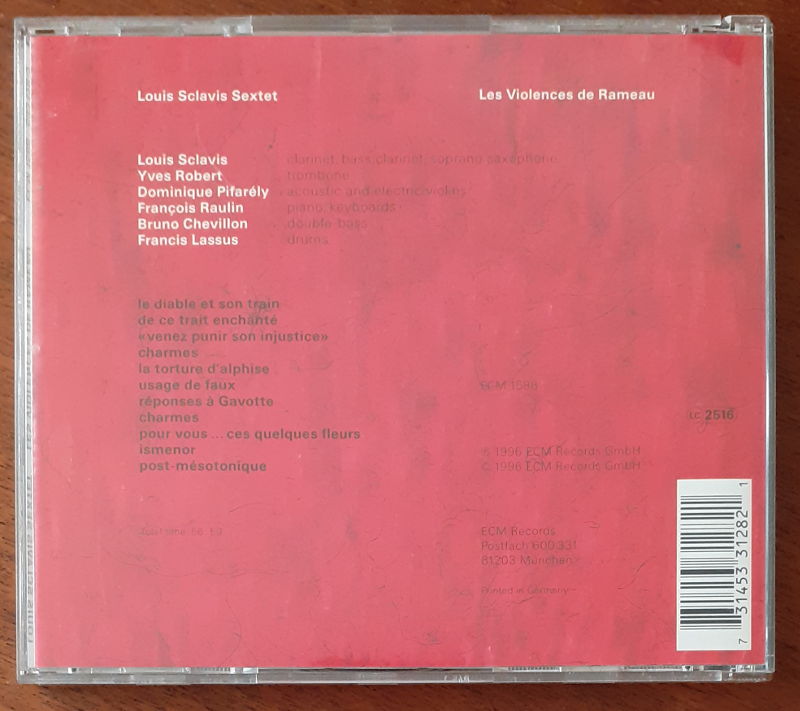 Louis Sclavis Sextet
Les Violences de Rameau
Louis Sclavis clarinet, bass clarinet, soprano saxophone
Yves Robert trombone
Dominique Pifarély acoustic and electric violins
François Raulin piano, keyboards
Bruno Chevillon double-bass
Francis Lassus drums
le diable et son train
de ce trait enchanté
«venez punir son injustice»
charmes
la torture d'alphise
usage de faux
réponses à Gavotte
charmes
pour vous ... ces quelques fleurs
ismenor
post-mésotonique
ECM 1588
LC 2516
℗ 1996 ECM Records GmbH
© 1996 ECM Records GmbH
Total time
ECM Records
Postfach 600 331
81203 München
Printed in Germany
7 31453 31282 1